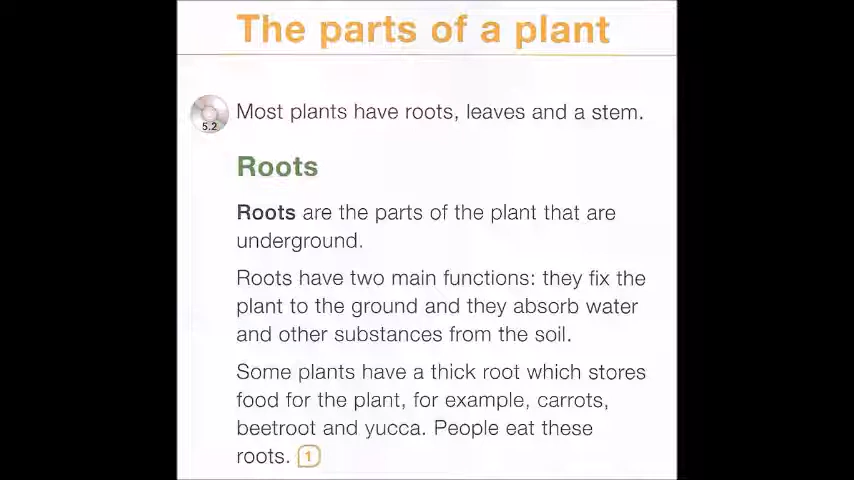 The parts of a plant
5.2
Most plants have roots, leaves and a stem.
Roots
Roots are the parts of the plant that are
underground.
Roots have two main functions: they fix the
plant to the ground and they absorb water
and other substances from the soil.
Some plants have a thick root which stores
food for the plant, for example, carrots,
beetroot and yucca. People eat these
roots. 1